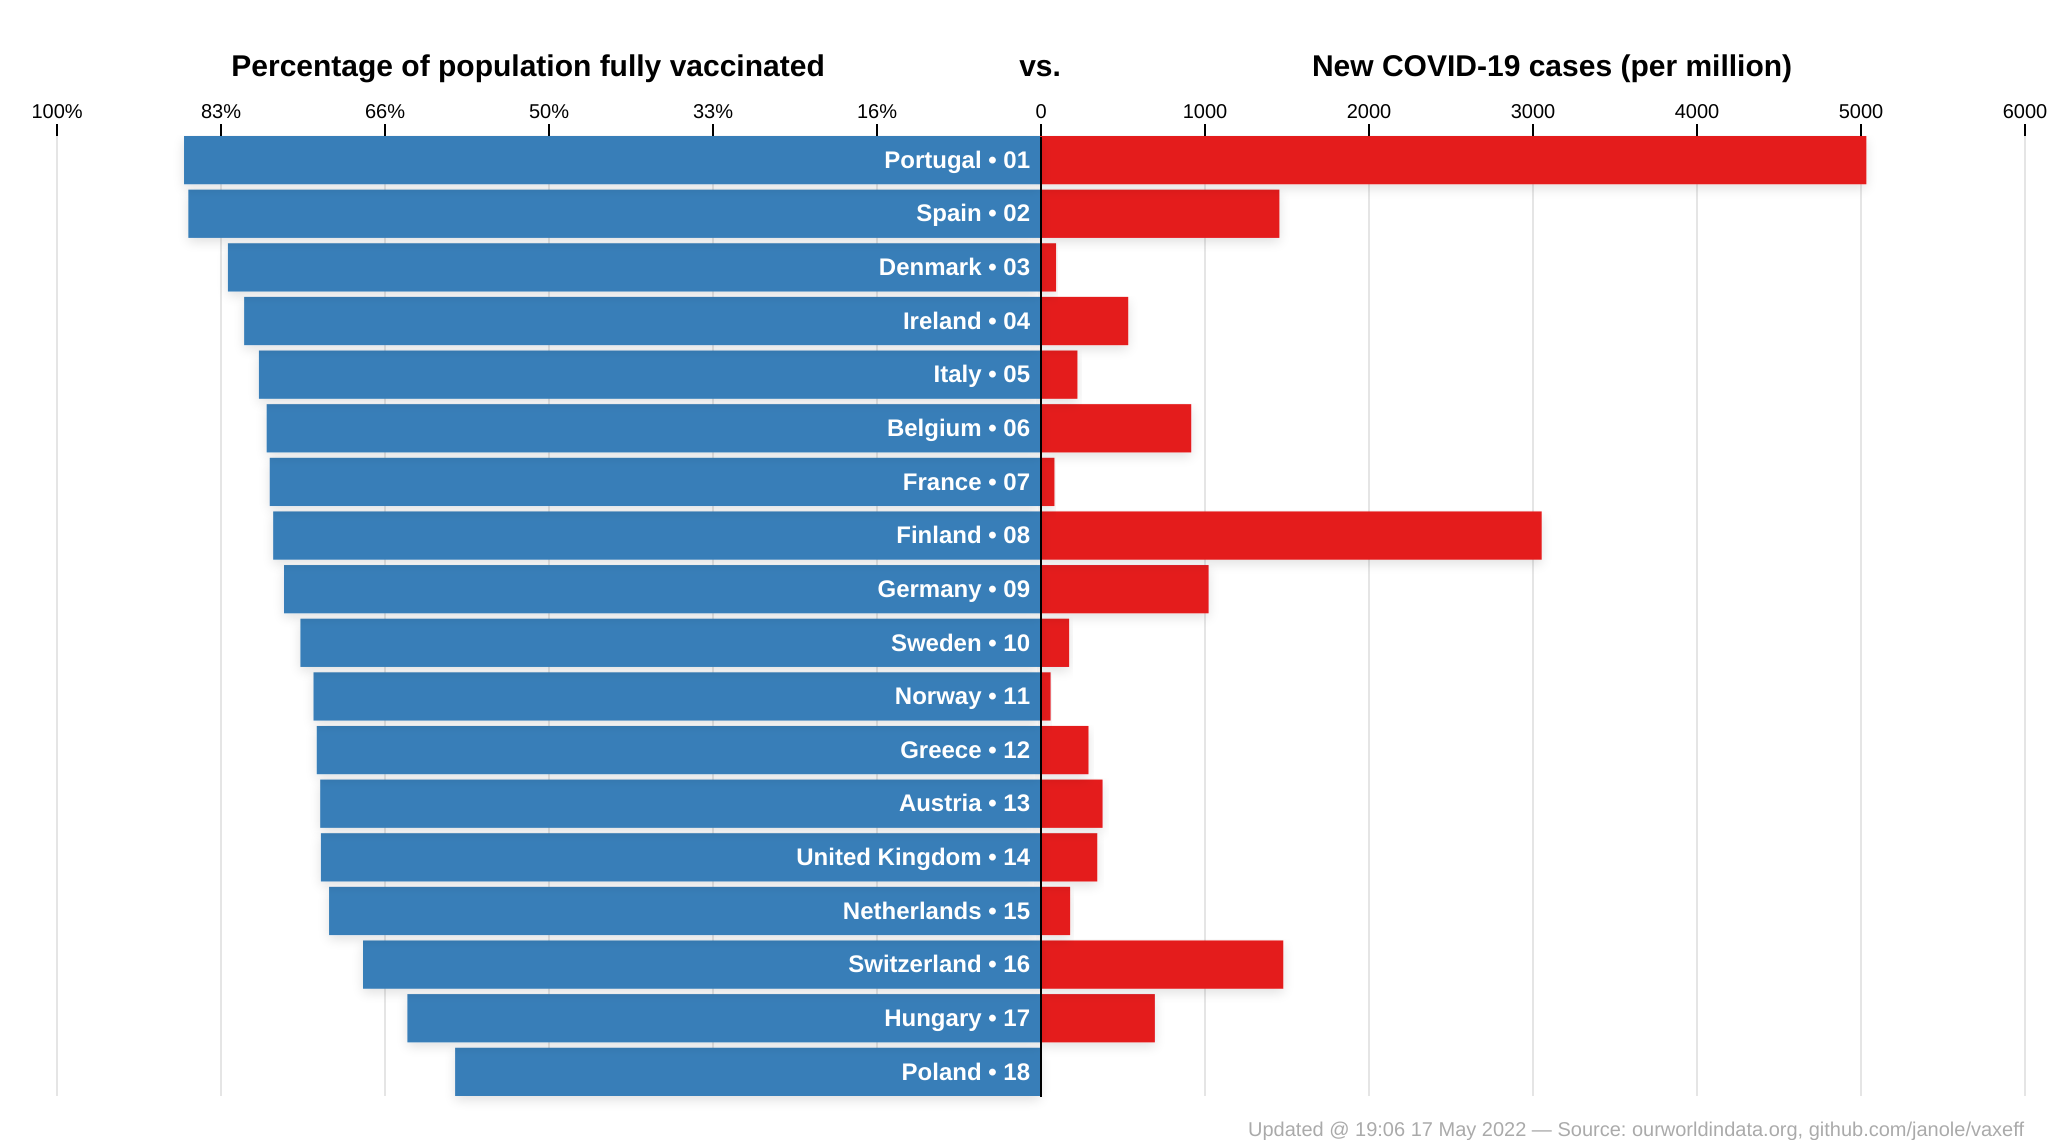 Percentage of population fully vaccinated vs. New COVID-19 cases (per million)
100% 83% 66% 50% 33% 16% 0 1000 2000 3000 4000 5000 6000
Portugal • 01
Spain • 02
Denmark • 03
Ireland • 04
Italy • 05
Belgium • 06
France • 07
Finland • 08
Germany • 09
Sweden • 10
Norway • 11
Greece • 12
Austria • 13
United Kingdom • 14
Netherlands • 15
Switzerland • 16
Hungary • 17
Poland • 18
Updated @ 19:06 17 May 2022 — Source: ourworldindata.org, github.com/janole/vaxeff